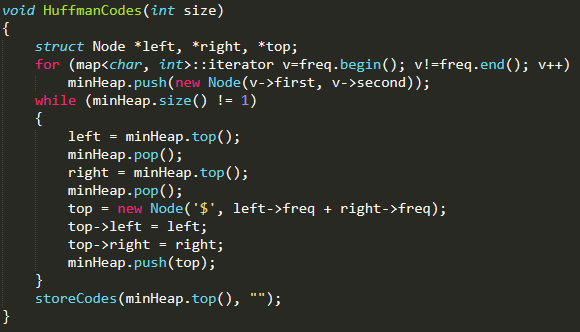 void HuffmanCodes(int size)
{
    struct Node *left, *right, *top;
    for (map<char, int>::iterator v=freq.begin(); v!=freq.end(); v++)
        minHeap.push(new Node(v->first, v->second));
    while (minHeap.size() != 1)
    {
        left = minHeap.top();
        minHeap.pop();
        right = minHeap.top();
        minHeap.pop();
        top = new Node('$', left->freq + right->freq);
        top->left = left;
        top->right = right;
        minHeap.push(top);
    }
    storeCodes(minHeap.top(), "");
}